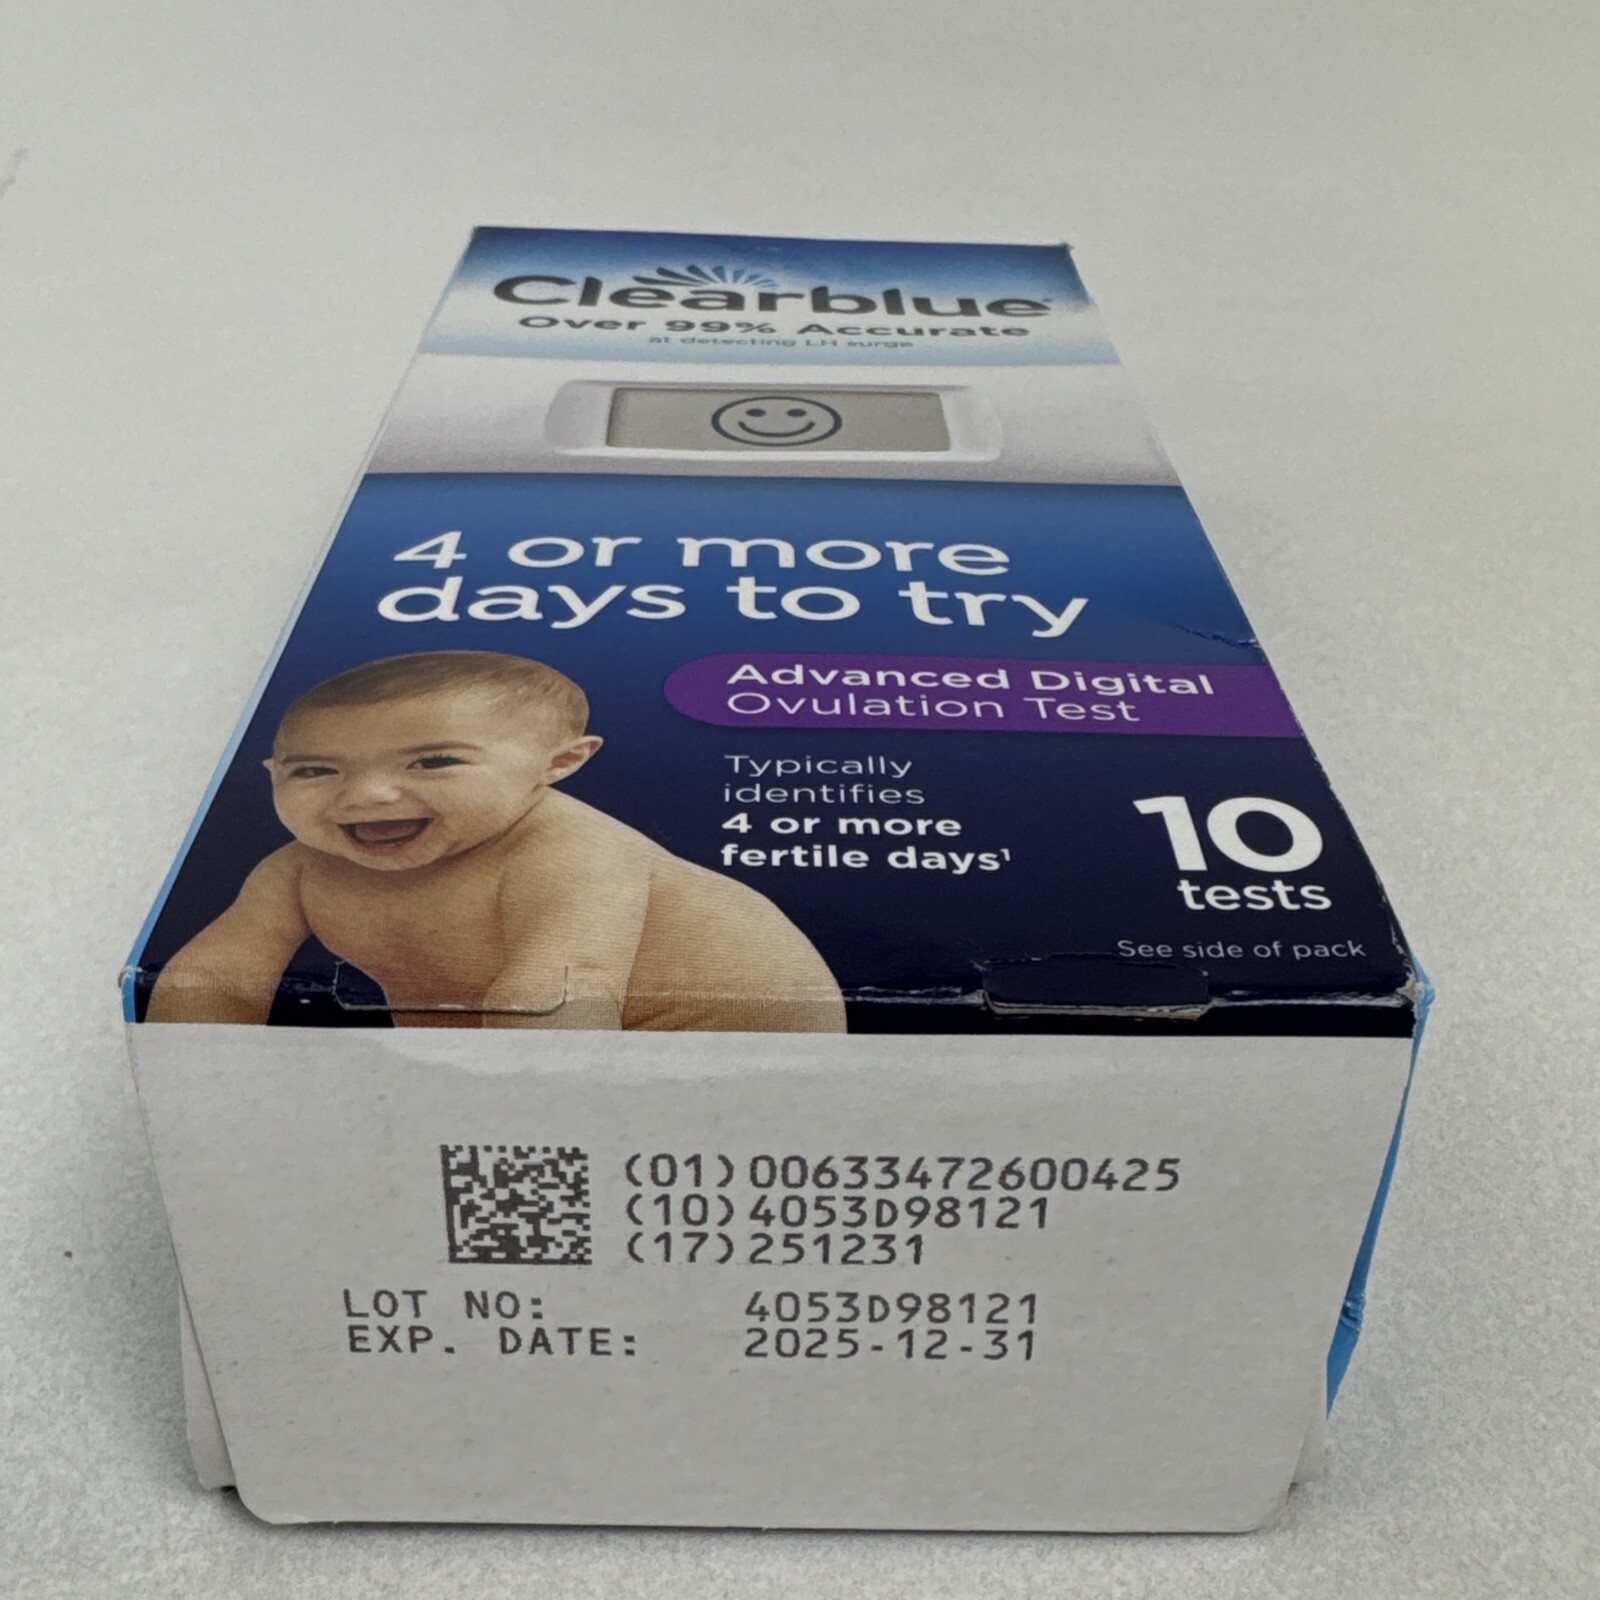 Clearblue
Over 99% Accurate
at detecting LH surge
4 or more
days to try
Advanced Digital
Ovulation Test
Typically
identifies
4 or more
fertile days¹
10
tests
See side of pack
(01)00633472600425
(10)4053D98121
(17)251231
LOT NO: 4053D98121
EXP. DATE: 2025-12-31